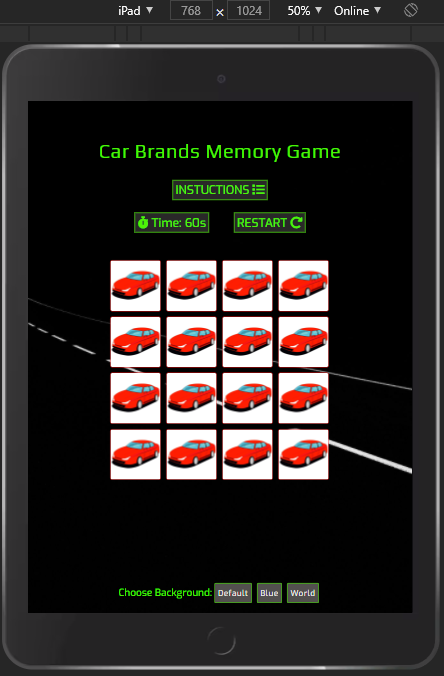 iPad ▼ 768 × 1024 50% ▼ Online ▼
Car Brands Memory Game
INSTUCTIONS
Time: 60s RESTART
Choose Background: Default Blue World